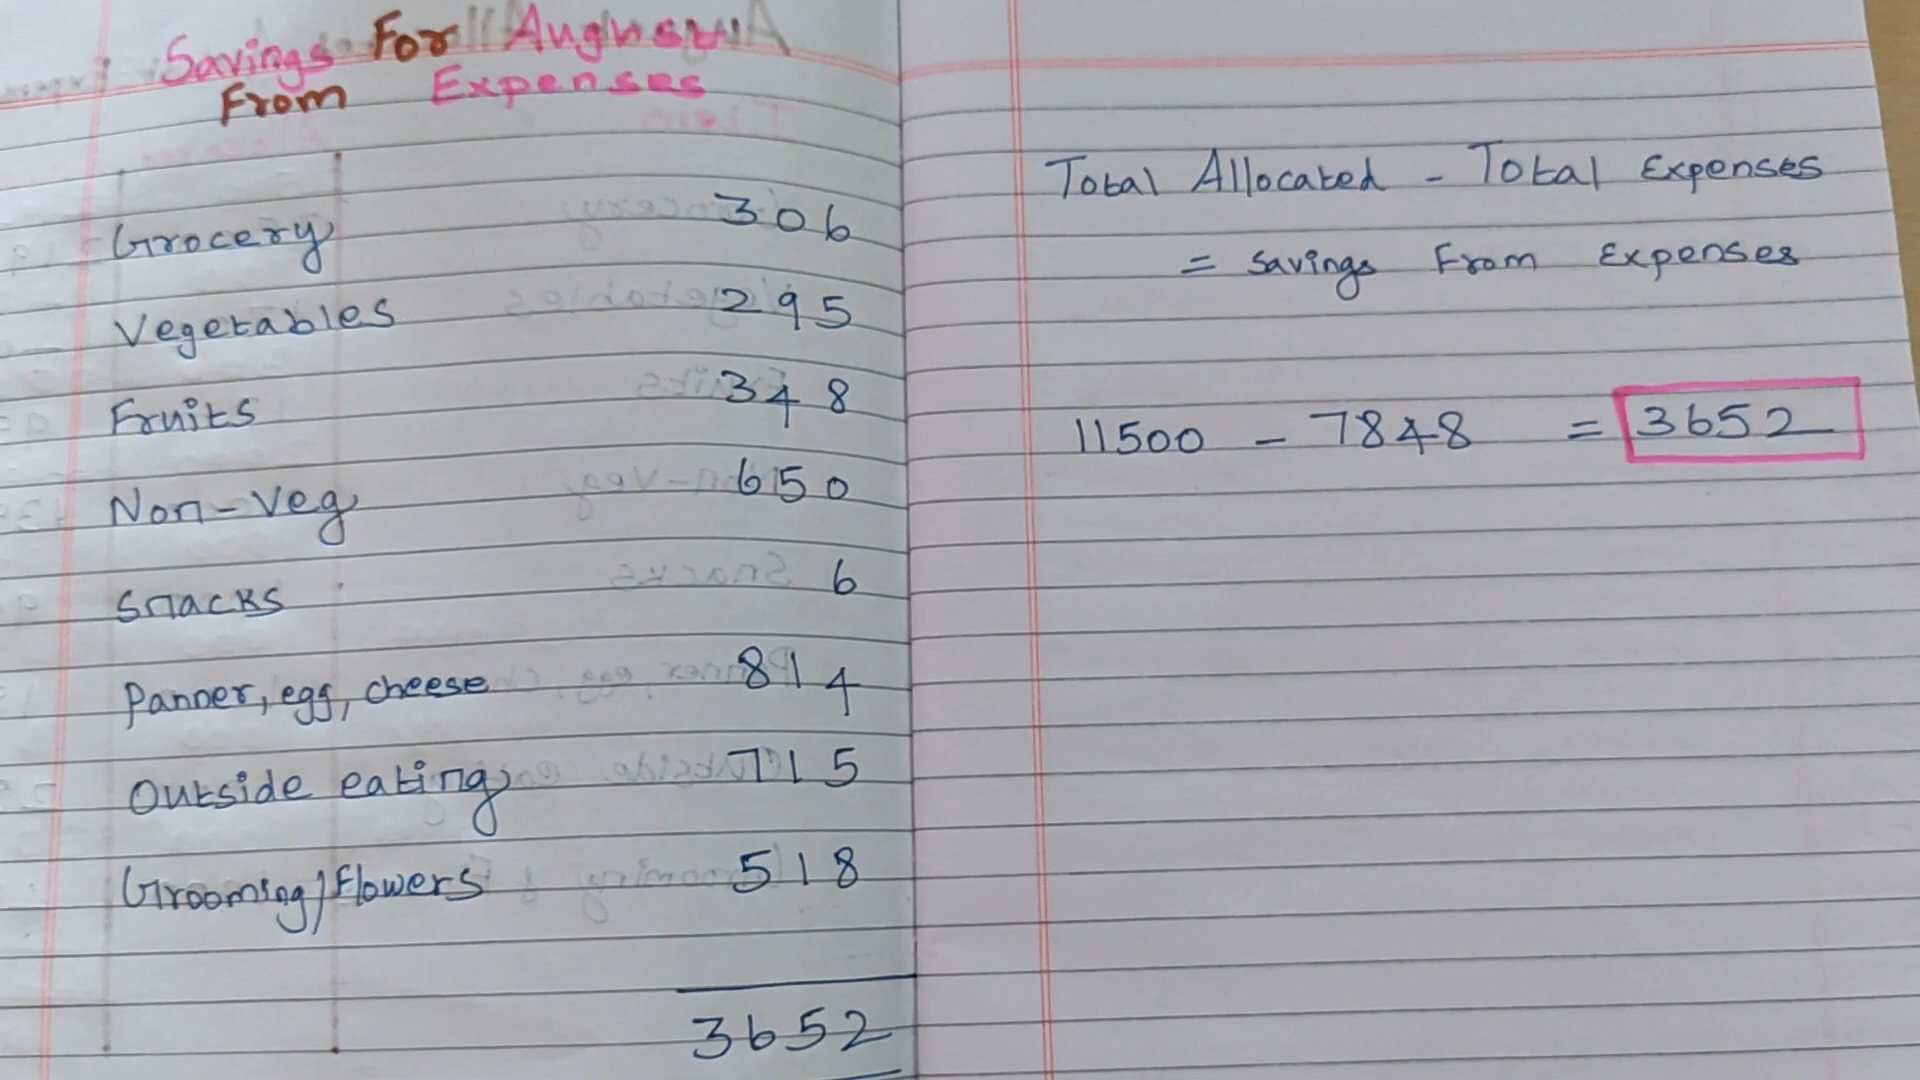 Savings For August
From Expenses
Grocery 306
Vegetables 295
Fruits 348
Non-Veg 650
Snacks 6
Panner, egg, cheese 814
Outside eating 715
Grooming/Flowers 518
3652
Total Allocated - Total Expenses
= Savings From Expenses
11500 - 7848 = 3652